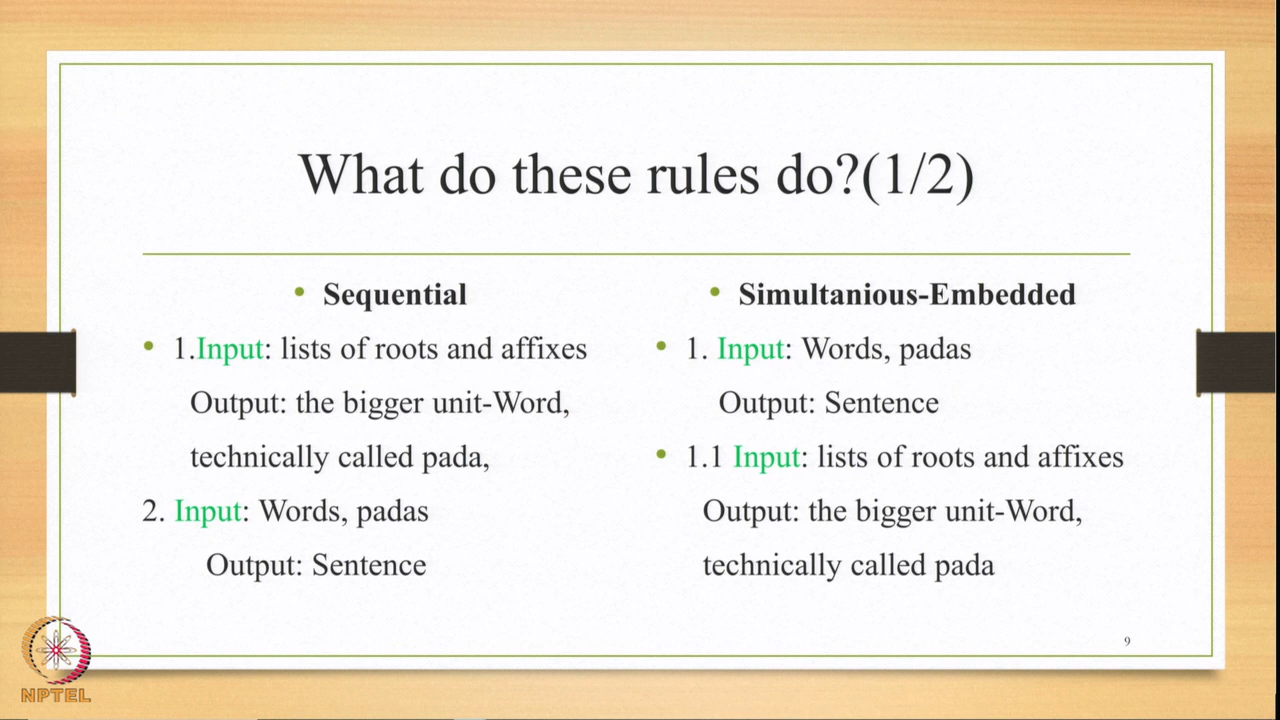 What do these rules do?(1/2)
• Sequential
• 1.Input: lists of roots and affixes
Output: the bigger unit-Word,
technically called pada,
2. Input: Words, padas
Output: Sentence
• Simultanious-Embedded
• 1. Input: Words, padas
Output: Sentence
• 1.1 Input: lists of roots and affixes
Output: the bigger unit-Word,
technically called pada
9
NPTEL